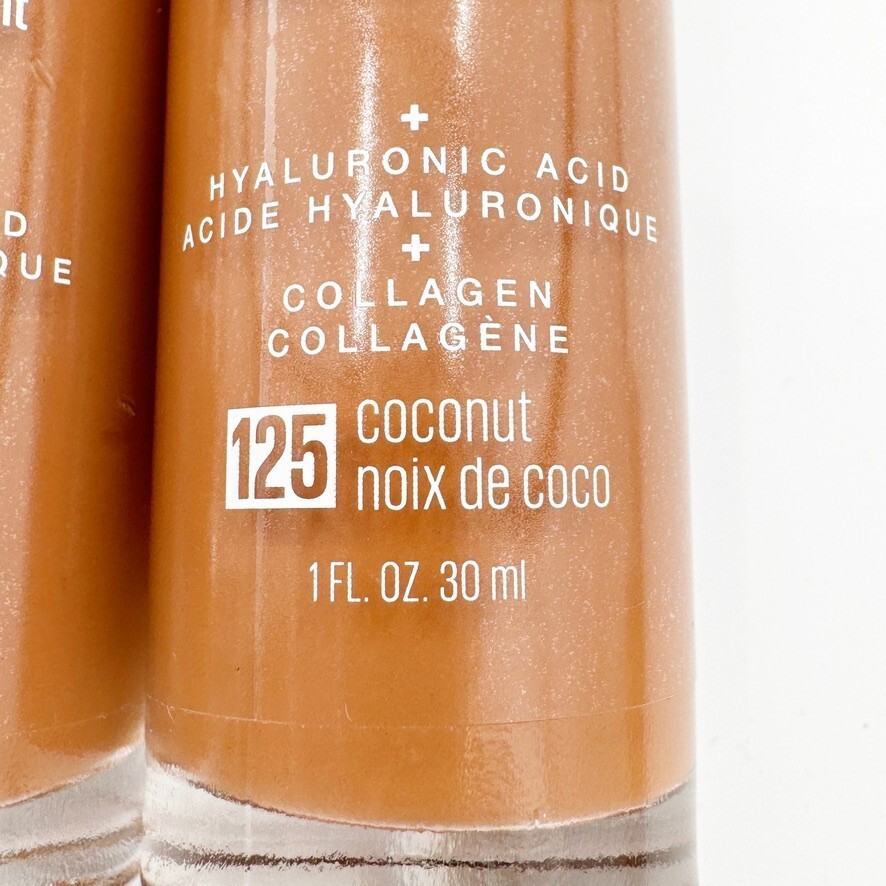 +
HYALURONIC ACID
ACIDE HYALURONIQUE
+
COLLAGEN
COLLAGÈNE
125 coconut
noix de coco
1 FL. OZ. 30 ml